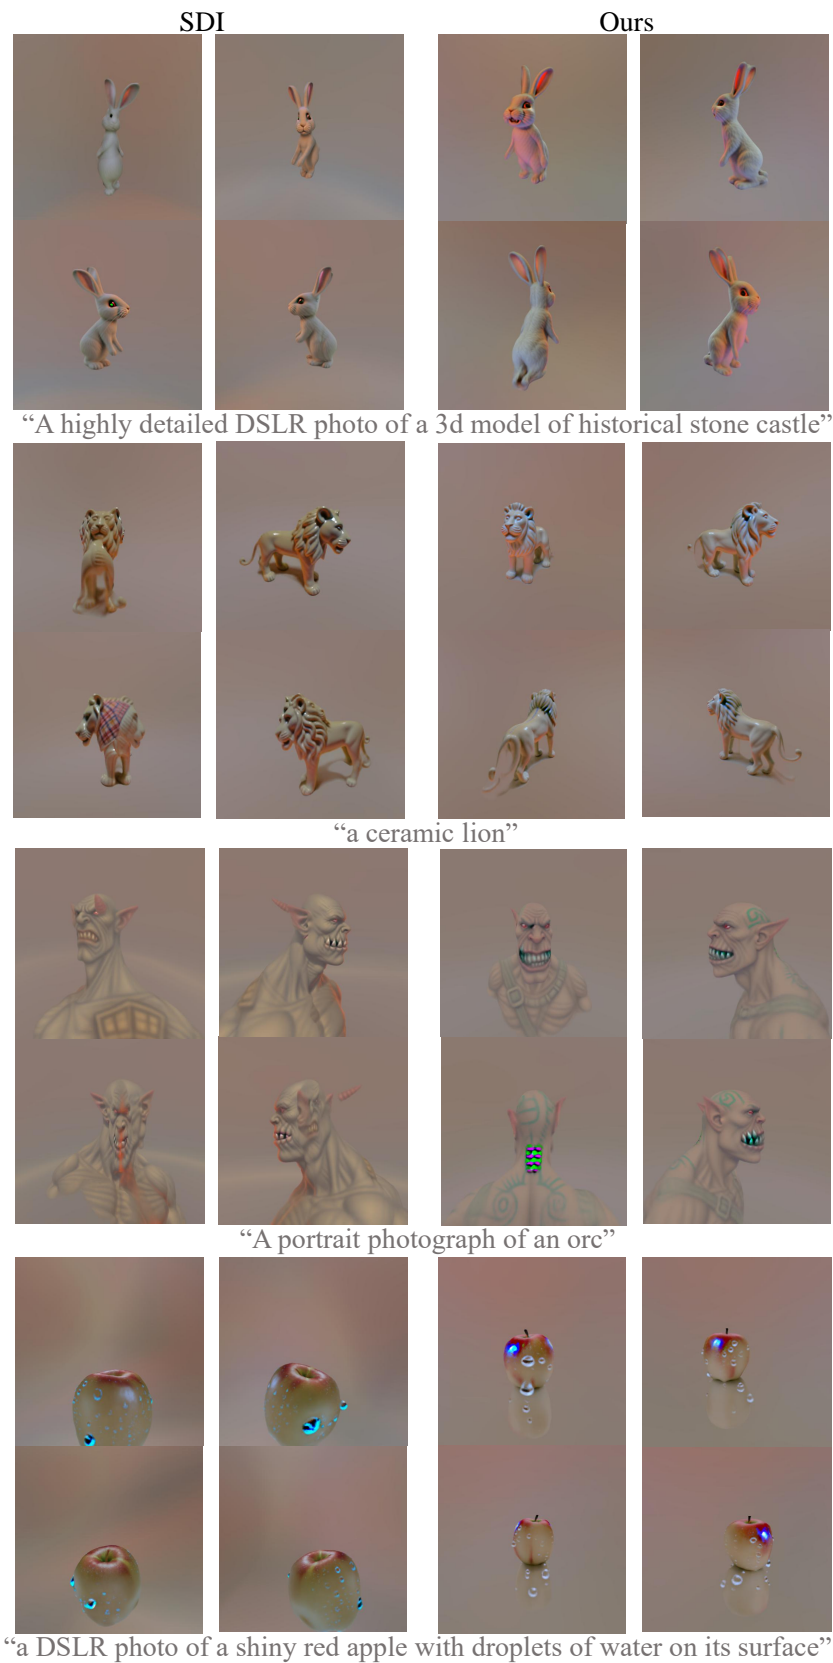 SDI
Ours
“A highly detailed DSLR photo of a 3d model of historical stone castle”
“a ceramic lion”
“A portrait photograph of an orc”
“a DSLR photo of a shiny red apple with droplets of water on its surface”